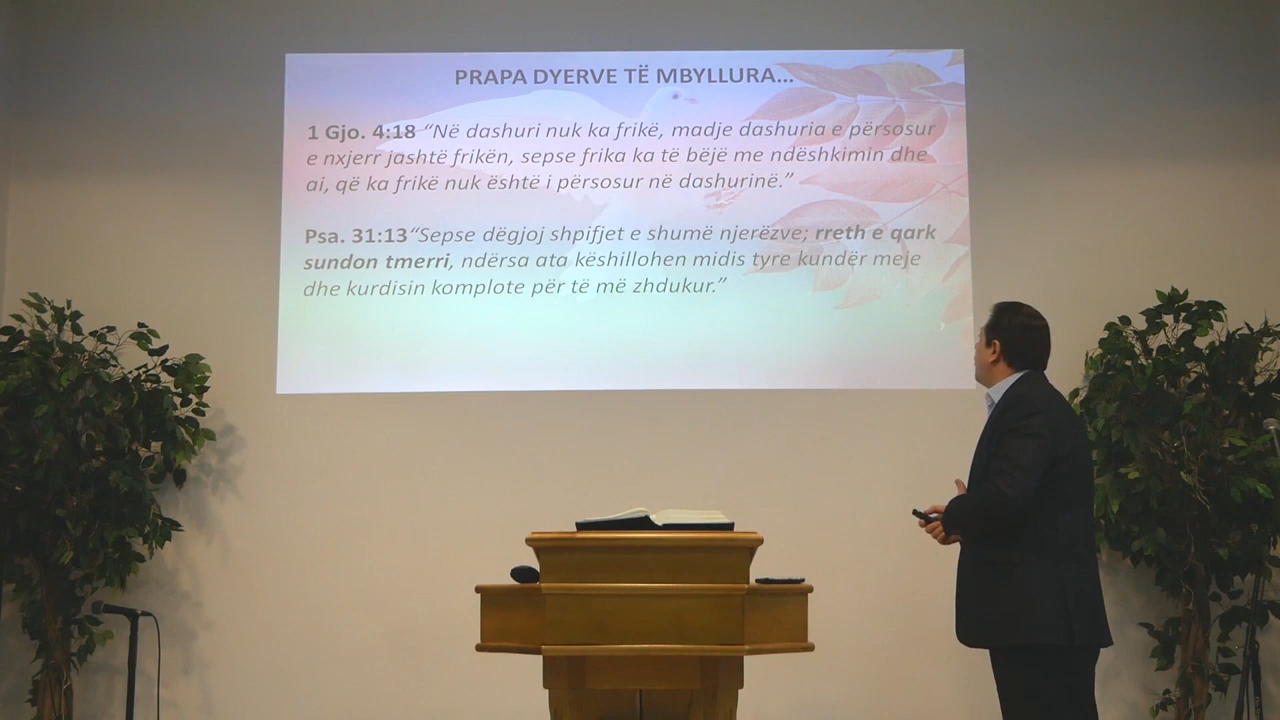 PRAPA DYERVE TË MBYLLURA...
1 Gjo. 4:18 “Në dashuri nuk ka frikë, madje dashuria e përsosur
e nxjerr jashtë frikën, sepse frika ka të bëjë me ndëshkimin dhe
ai, që ka frikë nuk është i përsosur në dashurinë.”
Psa. 31:13“Sepse dëgjoj shpifjet e shumë njerëzve; rreth e qark
sundon tmerri, ndërsa ata këshillohen midis tyre kundër meje
dhe kurdisin komplote për të më zhdukur.”